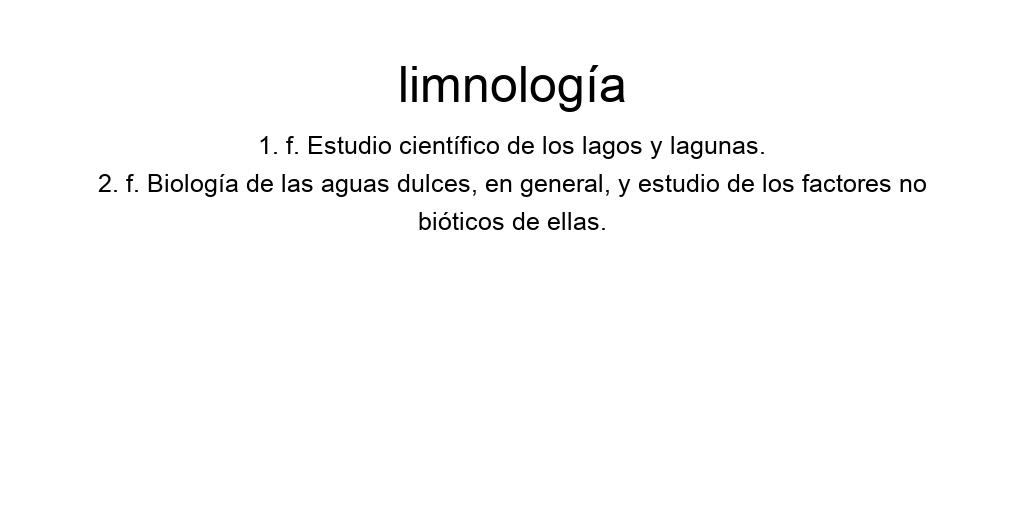 limnología
1. f. Estudio científico de los lagos y lagunas.
2. f. Biología de las aguas dulces, en general, y estudio de los factores no
bióticos de ellas.